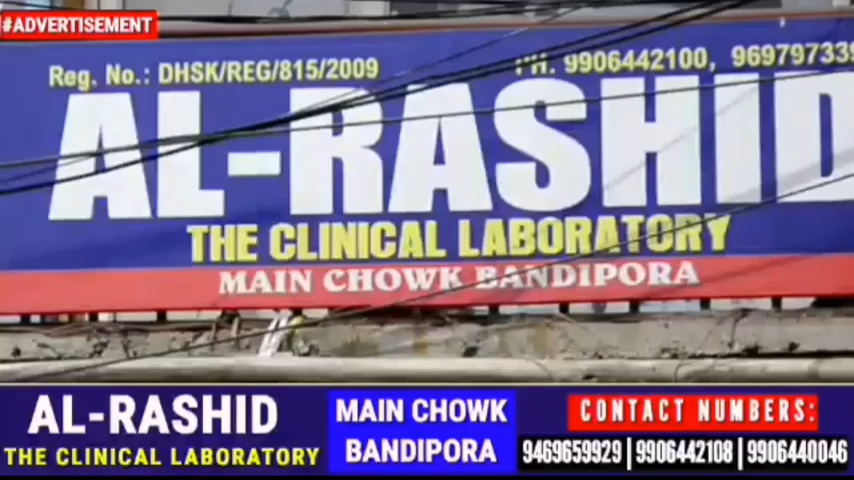 #ADVERTISEMENT
Reg. No.: DHSK/REG/815/2009
PH. 9906442100,
AL-RASHID
THE CLINICAL LABORATORY
MAIN CHOWK BANDIPORA
AL-RASHID
THE CLINICAL LABORATORY
MAIN CHOWK
BANDIPORA
CONTACT NUMBERS:
9469659929 | 9906442108 | 9906440046